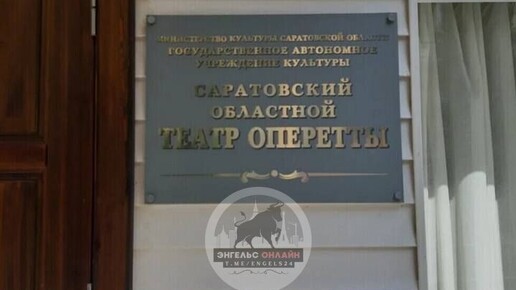 МИНИСТЕРСТВО КУЛЬТУРЫ САРАТОВСКОЙ ОБЛАСТИ
ГОСУДАРСТВЕННОЕ АВТОНОМНОЕ
УЧРЕЖДЕНИЕ КУЛЬТУРЫ
САРАТОВСКИЙ
ОБЛАСТНОЙ
ТЕАТР ОПЕРЕТТЫ
ЭНГЕЛЬС ОНЛАЙН
T.ME/ENGELS24